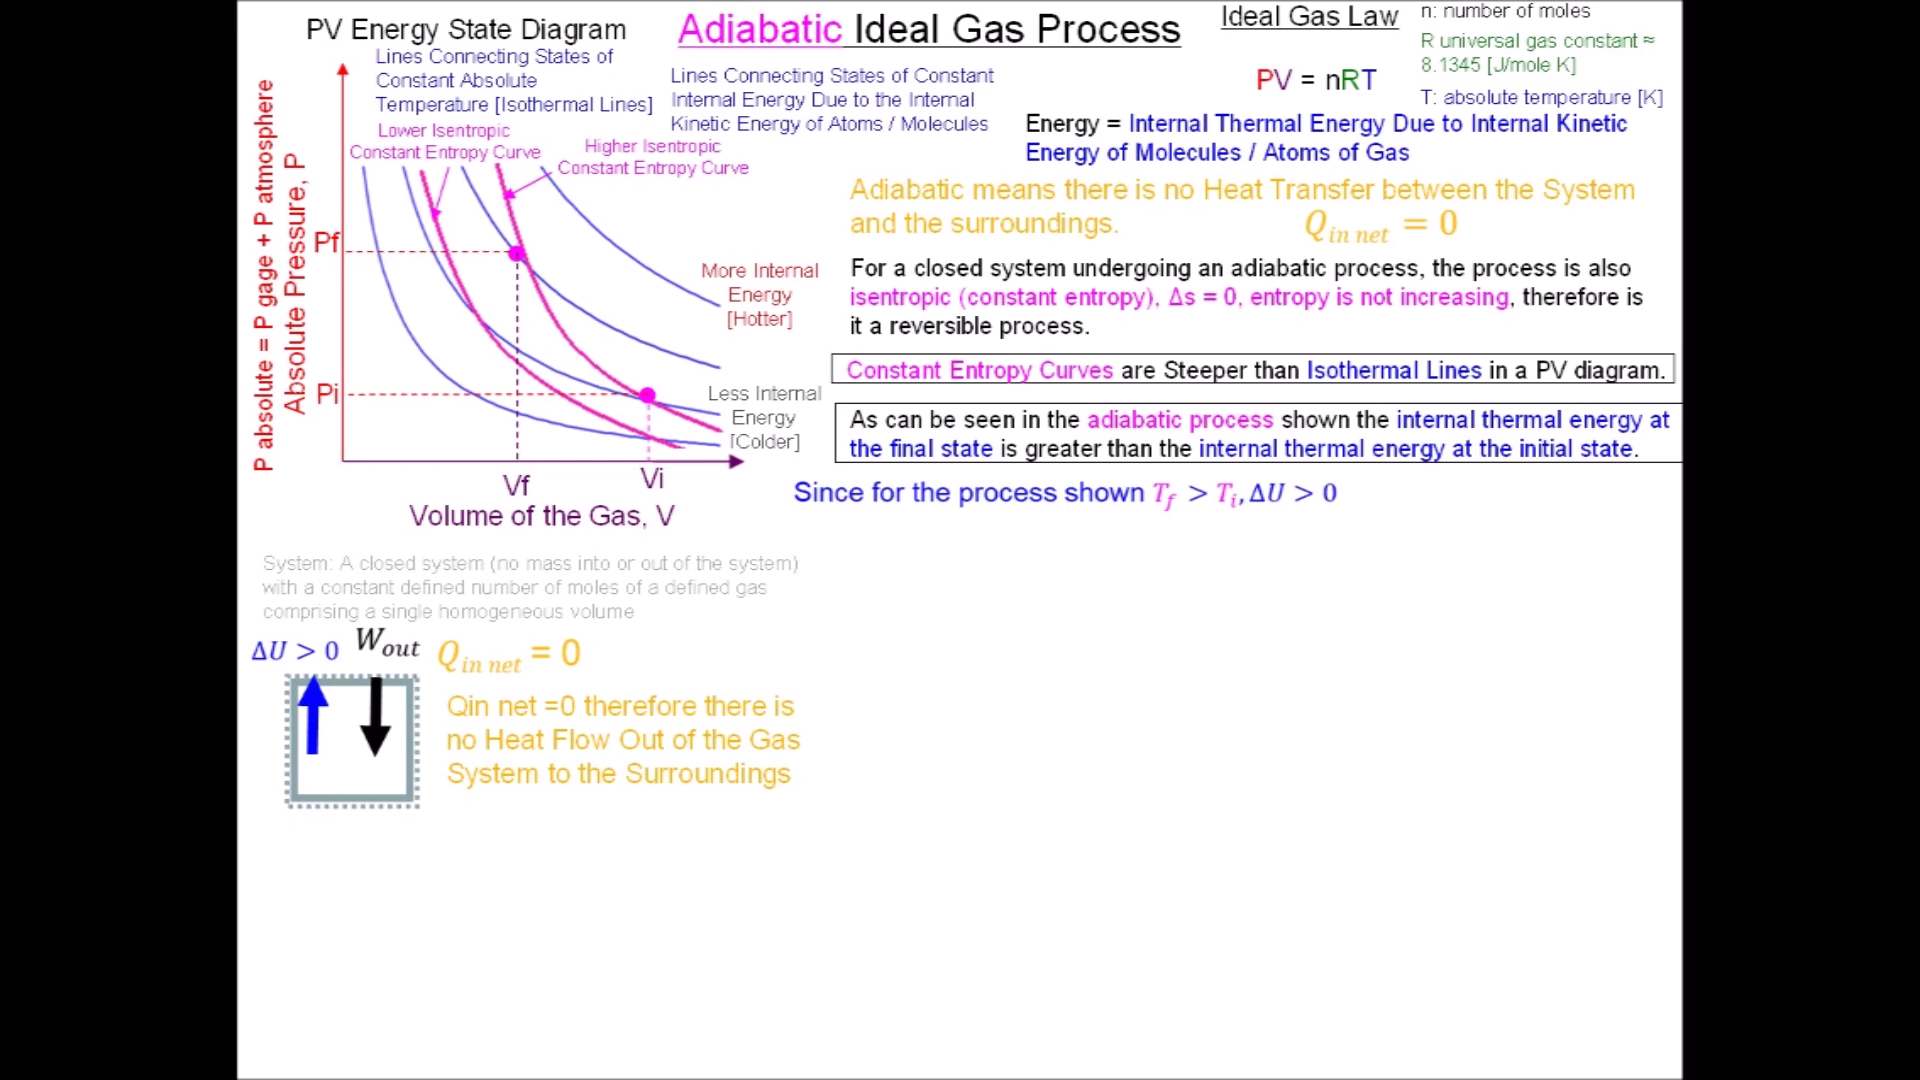 PV Energy State Diagram
Adiabatic Ideal Gas Process
Ideal Gas Law
n: number of moles
R universal gas constant ≈
8.1345 [J/mole K]
T: absolute temperature [K]
PV = nRT
Lines Connecting States of
Constant Absolute
Temperature [Isothermal Lines]
Lines Connecting States of Constant
Internal Energy Due to the Internal
Kinetic Energy of Atoms / Molecules
Energy = Internal Thermal Energy Due to Internal Kinetic
Energy of Molecules / Atoms of Gas
Lower Isentropic
Constant Entropy Curve
Higher Isentropic
Constant Entropy Curve
P absolute = P gage + P atmosphere
Absolute Pressure, P
Pf
Pi
More Internal
Energy
[Hotter]
Less Internal
Energy
[Colder]
Vf
Vi
Volume of the Gas, V
Adiabatic means there is no Heat Transfer between the System
and the surroundings.
Q in net = 0
For a closed system undergoing an adiabatic process, the process is also
isentropic (constant entropy), Δs = 0, entropy is not increasing, therefore is
it a reversible process.
Constant Entropy Curves are Steeper than Isothermal Lines in a PV diagram.
As can be seen in the adiabatic process shown the internal thermal energy at
the final state is greater than the internal thermal energy at the initial state.
Since for the process shown T_f > T_i, ΔU > 0
System: A closed system (no mass into or out of the system)
with a constant defined number of moles of a defined gas
comprising a single homogeneous volume
ΔU > 0
W out
Q in net = 0
Qin net =0 therefore there is
no Heat Flow Out of the Gas
System to the Surroundings